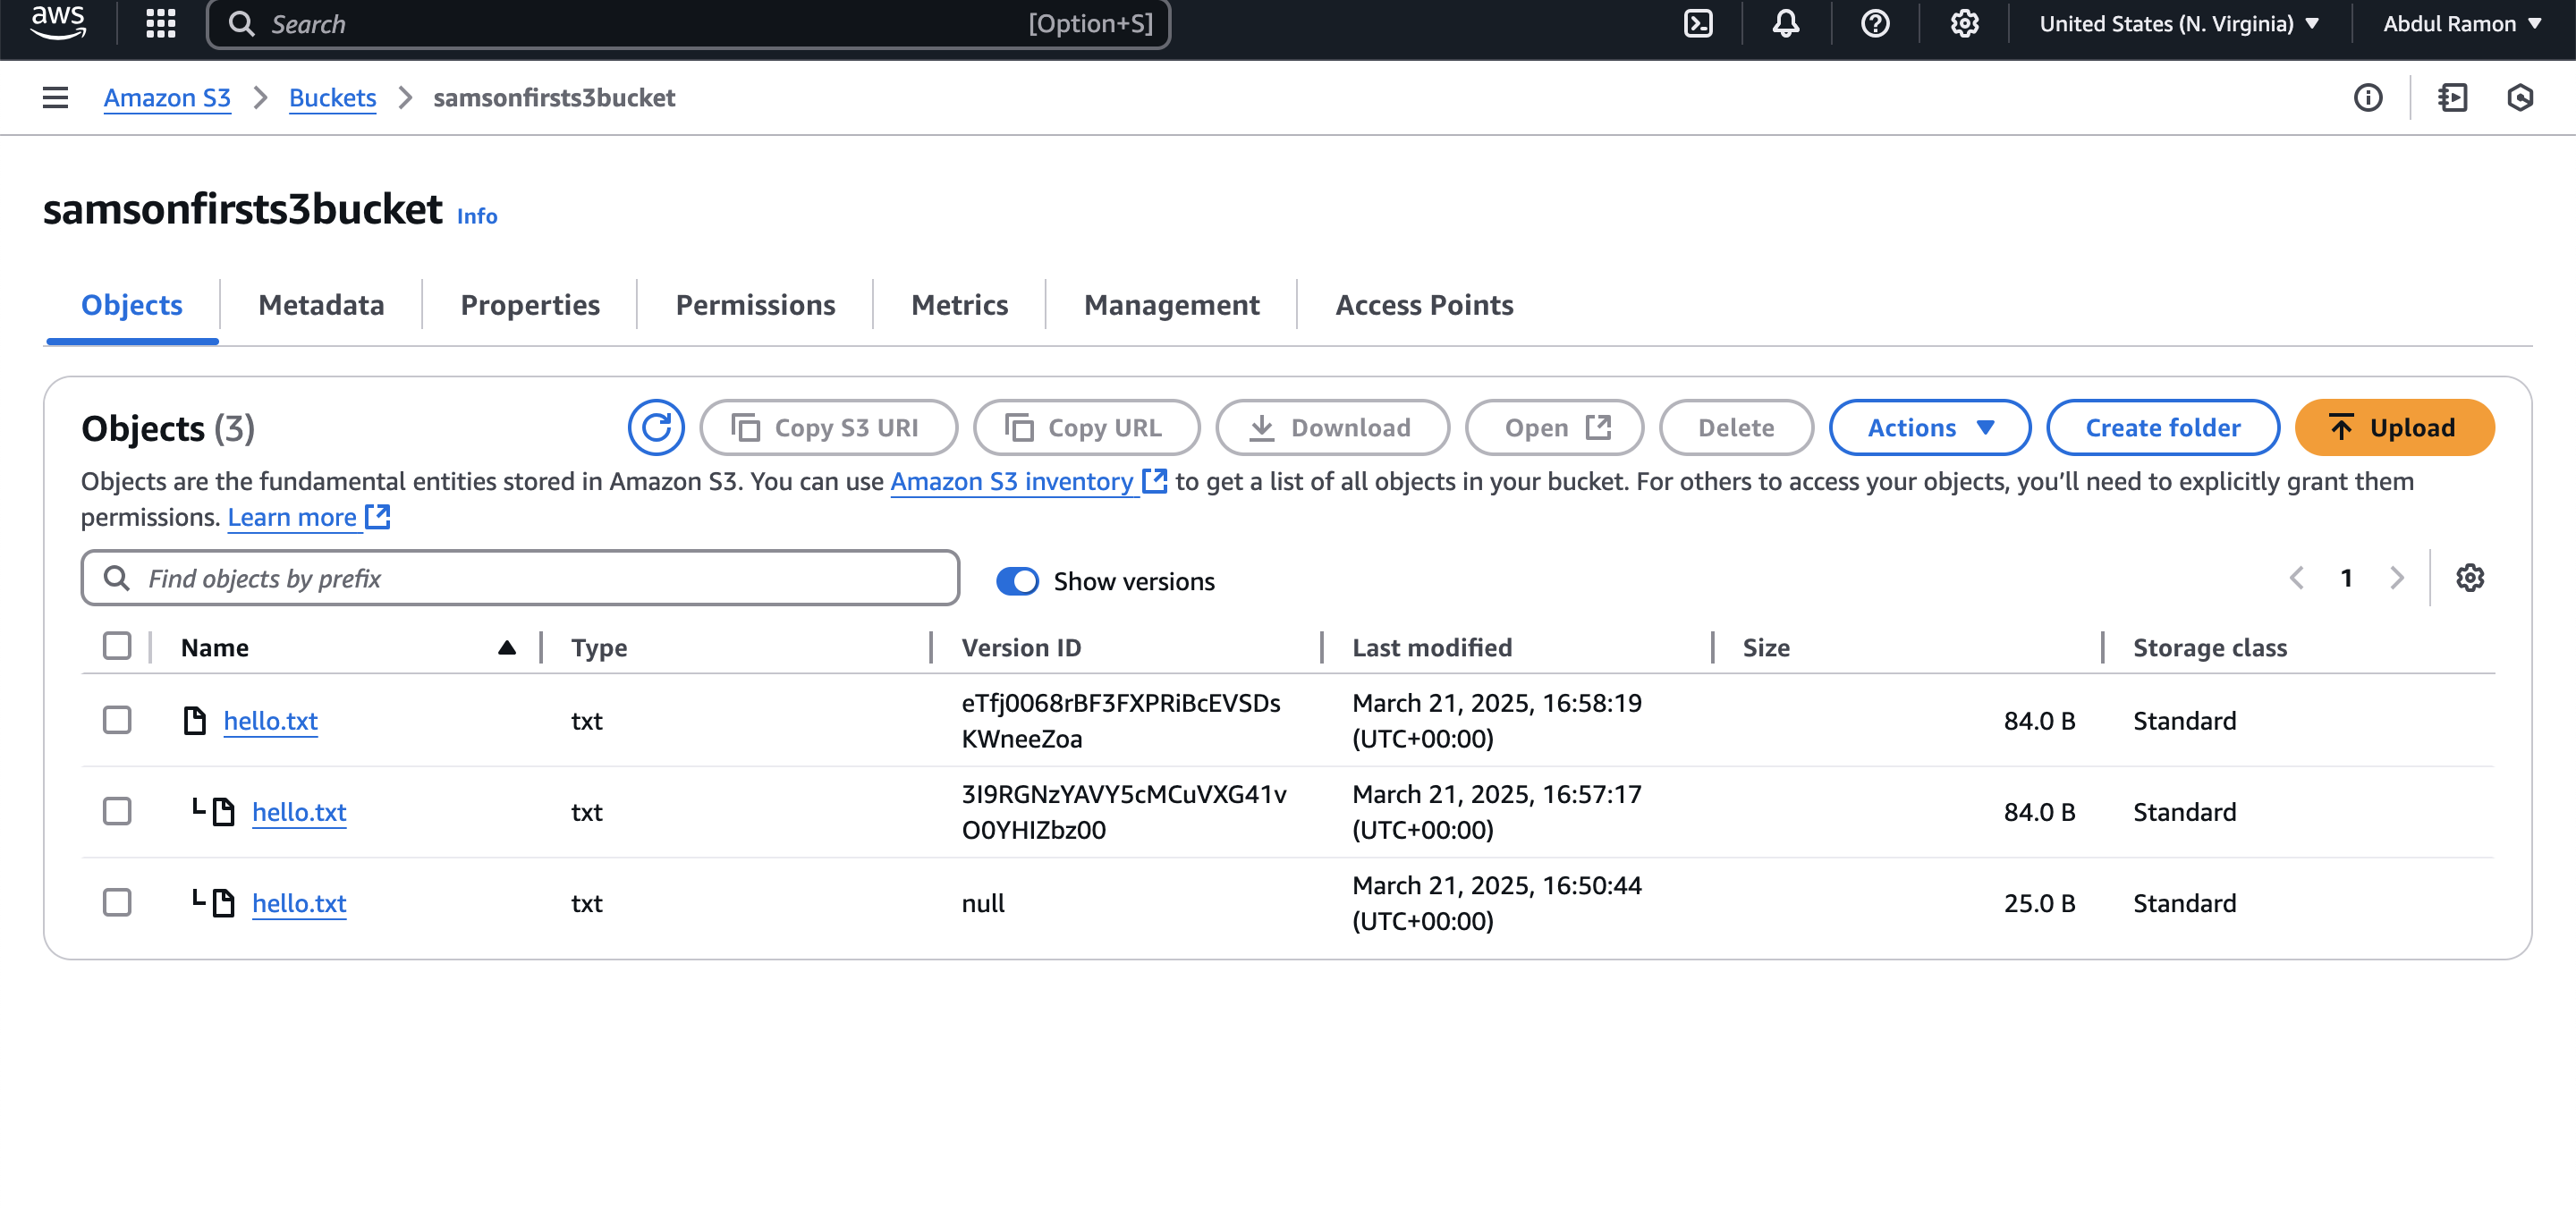 aws
Search [Option+S] United States (N. Virginia) Abdul Ramon
Amazon S3 Buckets samsonfirsts3bucket
samsonfirsts3bucket Info
Objects Metadata Properties Permissions Metrics Management Access Points
Objects (3) Copy S3 URI Copy URL Download Open Delete Actions Create folder Upload
Objects are the fundamental entities stored in Amazon S3. You can use Amazon S3 inventory to get a list of all objects in your bucket. For others to access your objects, you’ll need to explicitly grant them
permissions. Learn more
Find objects by prefix Show versions 1
Name Type Version ID Last modified Size Storage class
hello.txt txt eTfj0068rBF3FXPRiBcEVSDs March 21, 2025, 16:58:19 84.0 B Standard
KWneeZoa (UTC+00:00)
hello.txt txt 3I9RGNzYAVY5cMCuVXG41v March 21, 2025, 16:57:17 84.0 B Standard
O0YHIZbz00 (UTC+00:00)
hello.txt txt null March 21, 2025, 16:50:44 25.0 B Standard
(UTC+00:00)